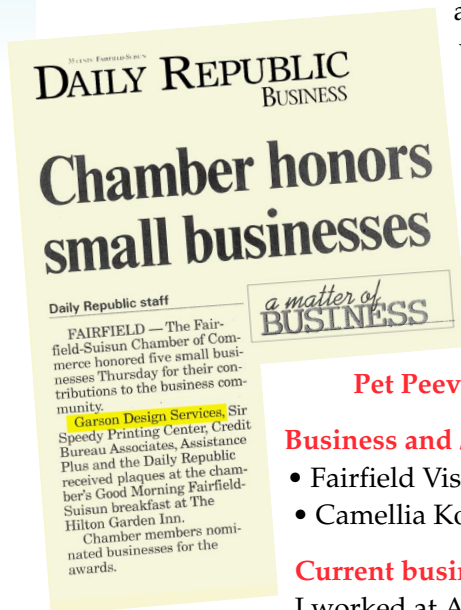 a
35 CENTS FAIRFIELD-SUISUN
DAILY REPUBLIC
BUSINESS
Chamber honors
small businesses
Daily Republic staff
a matter of
BUSINESS
FAIRFIELD — The Fair-
field-Suisun Chamber of Com-
merce honored five small busi-
nesses Thursday for their con-
tributions to the business com-
munity.
Garson Design Services, Sir
Speedy Printing Center, Credit
Bureau Associates, Assistance
Plus and the Daily Republic
received plaques at the cham-
ber's Good Morning Fairfield-
Suisun breakfast at The
Hilton Garden Inn.
Chamber members nomi-
nated businesses for the
awards.
Pet Peev
Business and
• Fairfield Vis
• Camellia Ko
Current busin
I worked at A